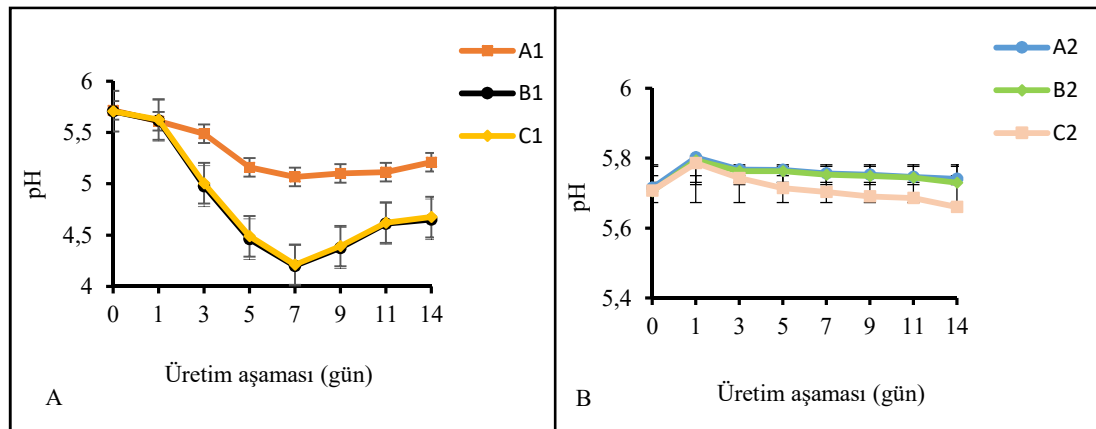 A1
B1
C1
6
5,5
5
4,5
4
pH
0 1 3 5 7 9 11 14
Üretim aşaması (gün)
A
A2
B2
C2
6
5,8
5,6
5,4
pH
0 1 3 5 7 9 11 14
Üretim aşaması (gün)
B